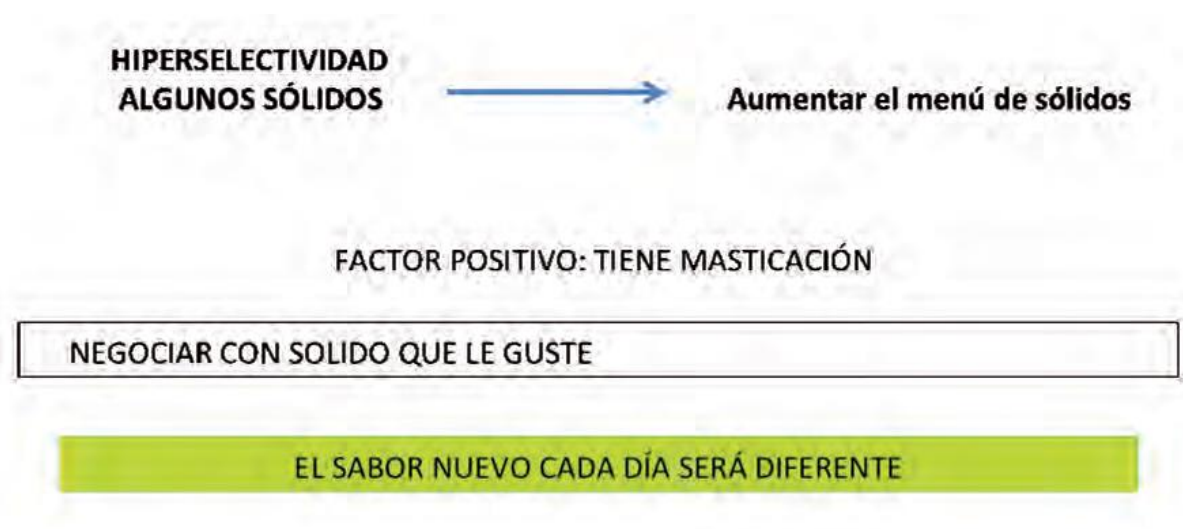 HIPERSELECTIVIDAD
ALGUNOS SÓLIDOS
Aumentar el menú de sólidos
FACTOR POSITIVO: TIENE MASTICACIÓN
NEGOCIAR CON SOLIDO QUE LE GUSTE
EL SABOR NUEVO CADA DÍA SERÁ DIFERENTE